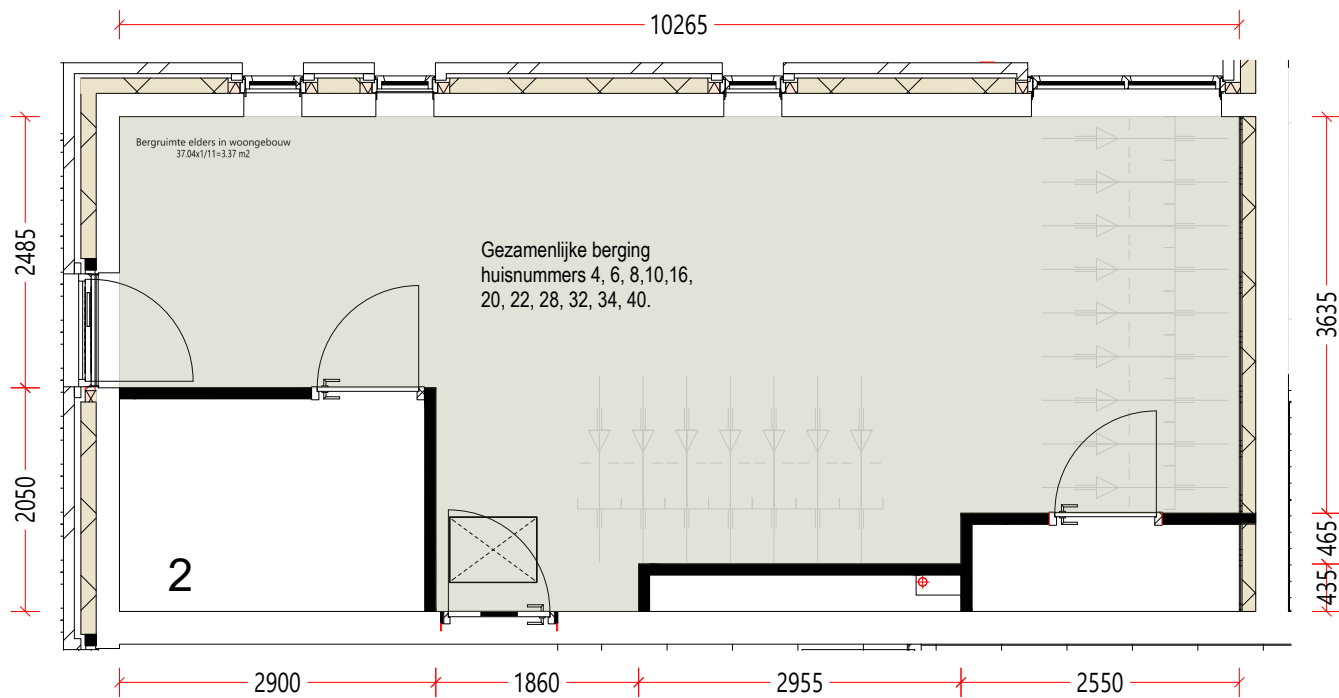 10265
Bergruimte elders in woongebouw
37.04x1/11=3.37 m2
2485
3635
Gezamenlijke berging
huisnummers 4, 6, 8,10,16,
20, 22, 28, 32, 34, 40.
2050
465
435
2
2900
1860
2955
2550